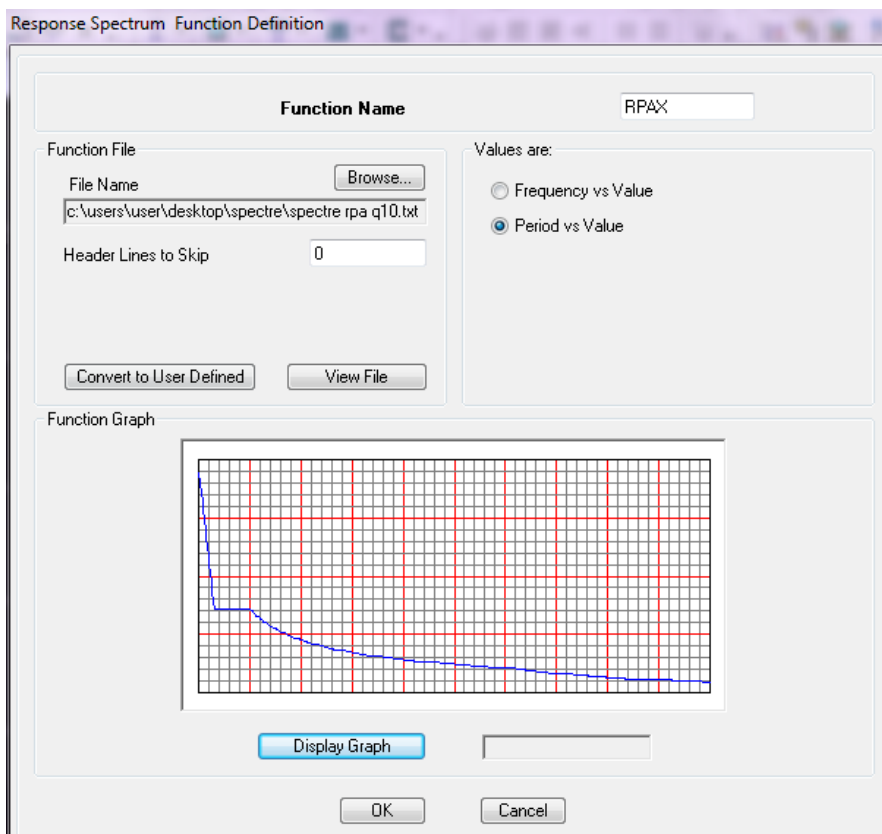 Response Spectrum Function Definition
Function Name
RPAX
Function File
File Name
Browse...
c:\users\user\desktop\spectre\spectre rpa q10.txt
Header Lines to Skip
0
Convert to User Defined
View File
Values are:
Frequency vs Value
Period vs Value
Function Graph
Display Graph
OK
Cancel